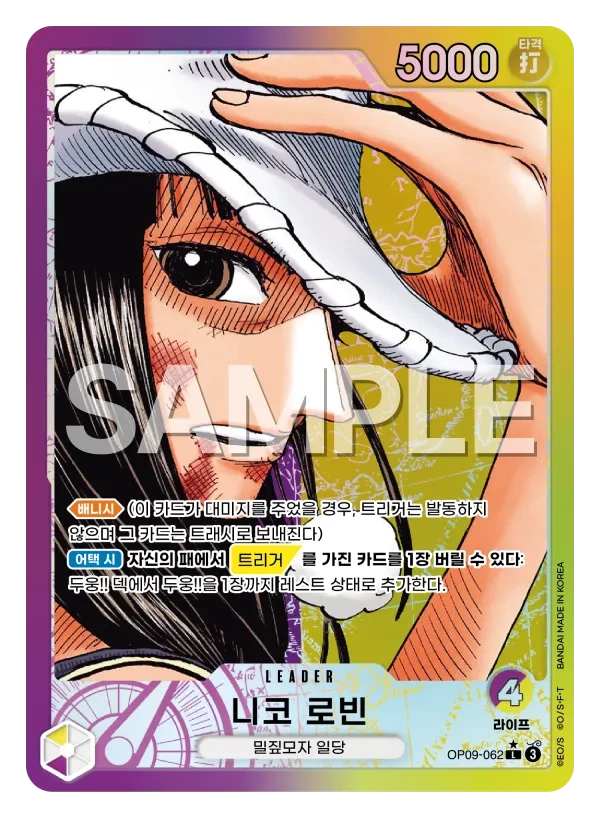 5000
타격
打
SAMPLE
배니시 (이 카드가 대미지를 주었을 경우, 트리거는 발동하지
않으며 그 카드는 트래시로 보내진다)
어택 시 자신의 패에서 트리거 를 가진 카드를 1장 버릴 수 있다:
두웅!! 덱에서 두웅!!을 1장까지 레스트 상태로 추가한다.
LEADER
니코 로빈
4
라이프
밀짚모자 일당
OP09-062 L 3
©E.O/S ©O/S·F·T BANDAI MADE IN KOREA